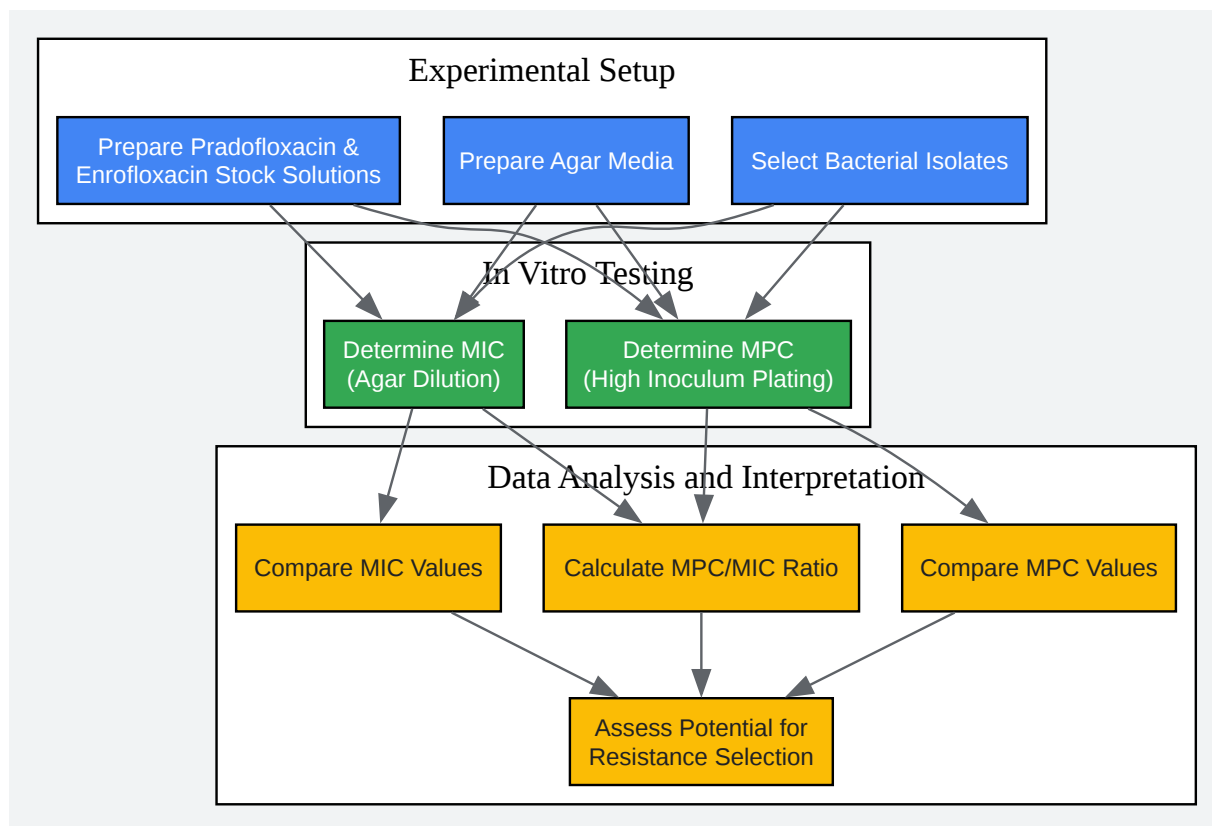 Experimental Setup
Prepare Pradofloxacin &
Enrofloxacin Stock Solutions
Prepare Agar Media
Select Bacterial Isolates
In Vitro Testing
Determine MIC
(Agar Dilution)
Determine MPC
(High Inoculum Plating)
Data Analysis and Interpretation
Compare MIC Values
Calculate MPC/MIC Ratio
Compare MPC Values
Assess Potential for
Resistance Selection